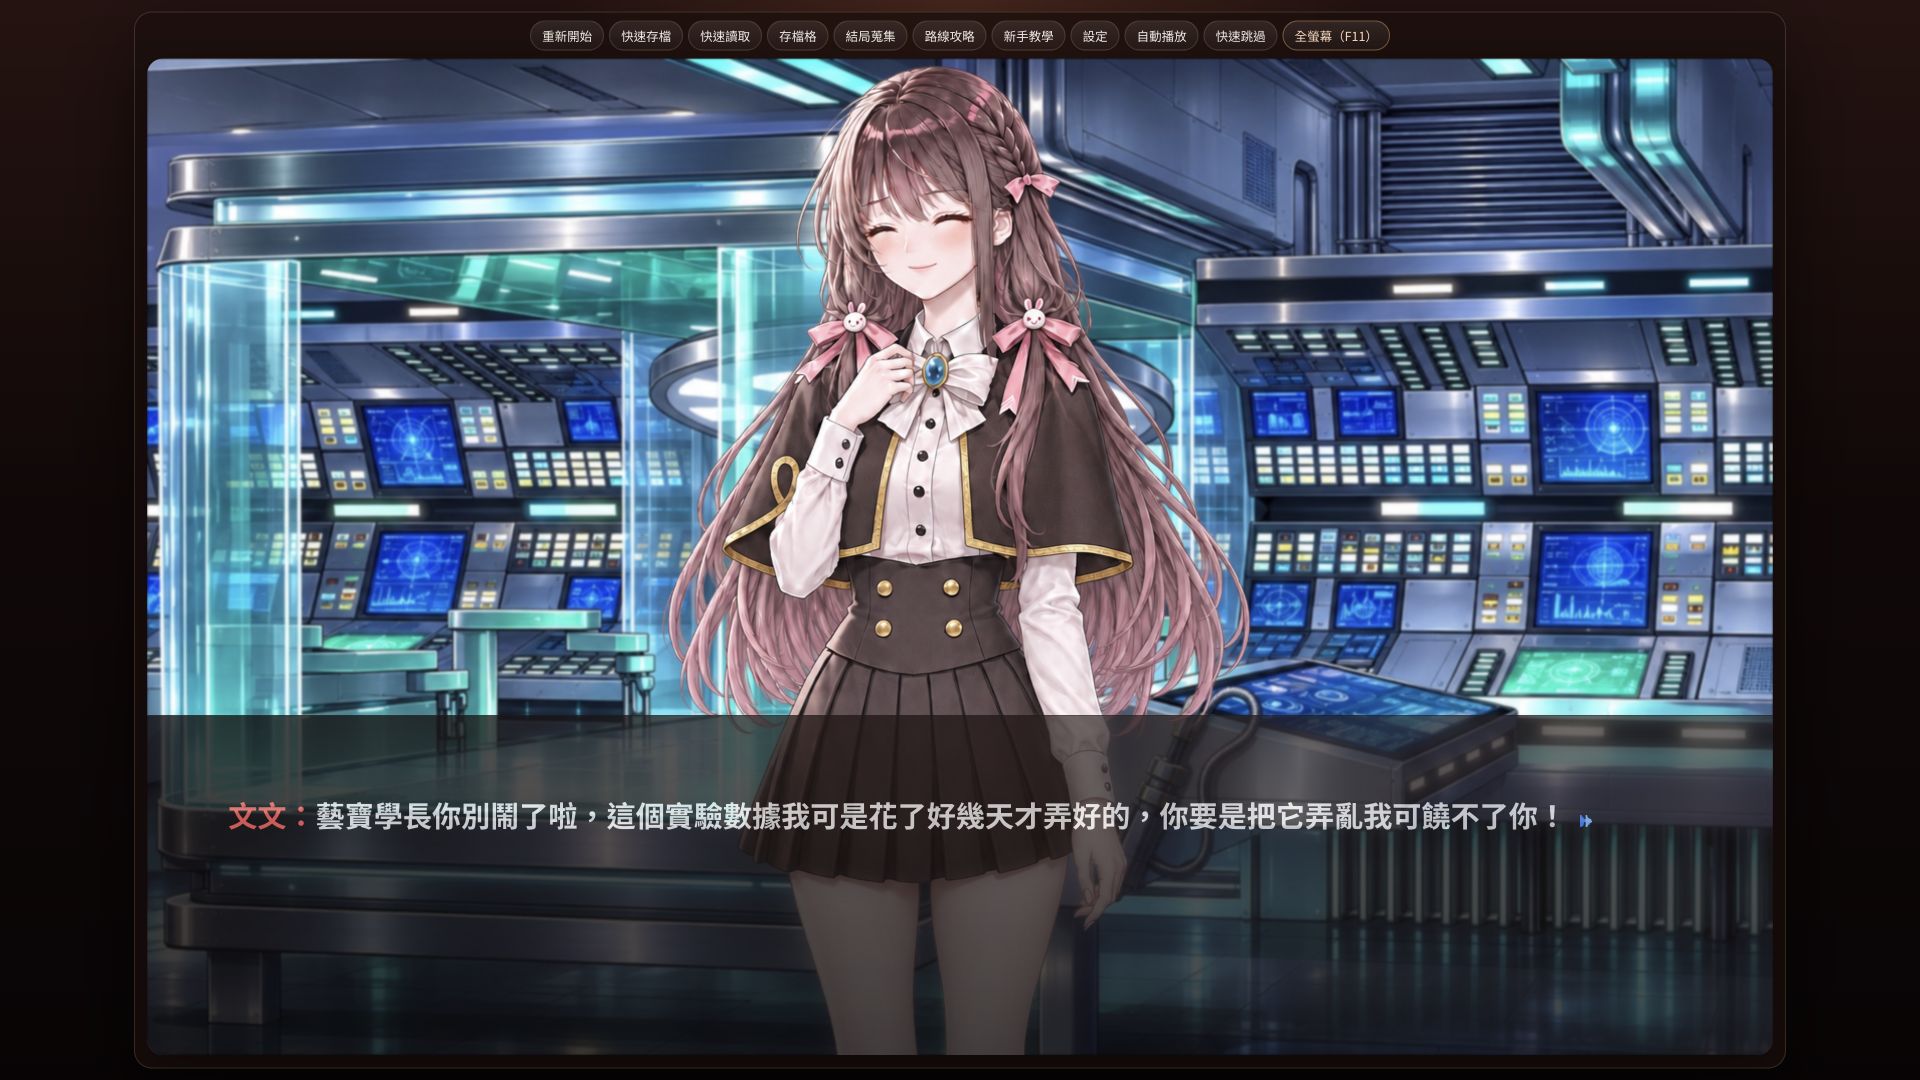 重新開始 快速存檔 快速讀取 存檔格 結局蒐集 路線攻略 新手教學 設定 自動播放 快速跳過 全螢幕（F11）
文文：藝寶學長你別鬧了啦，這個實驗數據我可是花了好幾天才弄好的，你要是把它弄亂我可饒不了你！